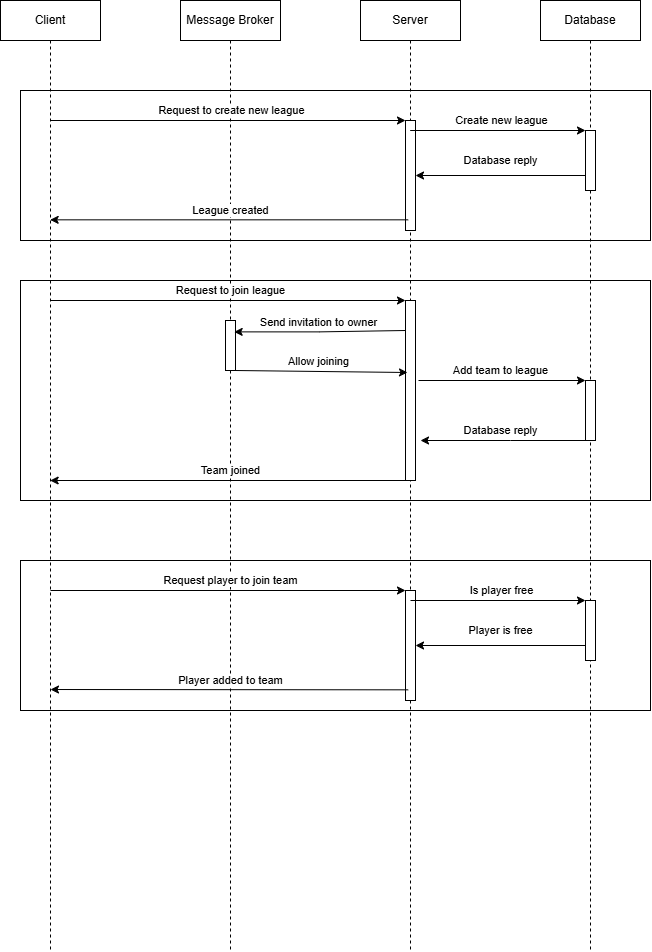 Client
Message Broker
Server
Database
Request to create new league
Create new league
Database reply
League created
Request to join league
Send invitation to owner
Allow joining
Add team to league
Database reply
Team joined
Request player to join team
Is player free
Player is free
Player added to team